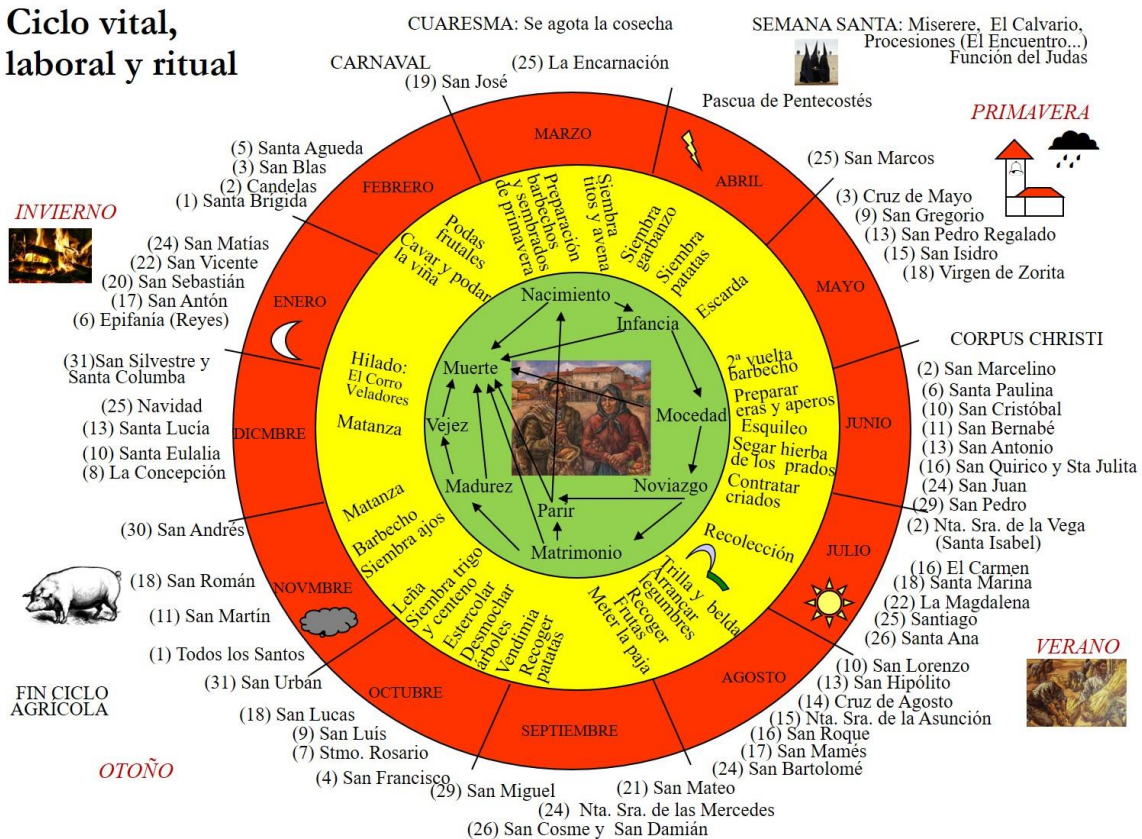 Ciclo vital,
laboral y ritual
CUARESMA: Se agota la cosecha
SEMANA SANTA: Miserere, El Calvario,
Procesiones (El Encuentro...)
Función del Judas
CARNAVAL
(25) La Encarnación
(19) San José
Pascua de Pentecostés
PRIMAVERA
(25) San Marcos
(3) Cruz de Mayo
(9) San Gregorio
(13) San Pedro Regalado
(15) San Isidro
(18) Virgen de Zorita
CORPUS CHRISTI
(2) San Marcelino
(6) Santa Paulina
(10) San Cristóbal
(11) San Bernabé
(13) San Antonio
(16) San Quirico y Sta Julita
(24) San Juan
(29) San Pedro
(2) Nta. Sra. de la Vega
(Santa Isabel)
(16) El Carmen
(18) Santa Marina
(22) La Magdalena
(25) Santiago
(26) Santa Ana
VERANO
(10) San Lorenzo
(13) San Hipólito
(14) Cruz de Agosto
(15) Nta. Sra. de la Asunción
(16) San Roque
(17) San Mamés
(24) San Bartolomé
(21) San Mateo
(24) Nta. Sra. de las Mercedes
(26) San Cosme y San Damián
(29) San Miguel
(4) San Francisco
(7) Stmo. Rosario
(9) San Luís
(18) San Lucas
(31) San Urbán
OTOÑO
FIN CICLO
AGRÍCOLA
(1) Todos los Santos
(11) San Martín
(18) San Román
(30) San Andrés
(8) La Concepción
(10) Santa Eulalia
(13) Santa Lucía
(25) Navidad
(31)San Silvestre y
Santa Columba
(6) Epifanía (Reyes)
(17) San Antón
(20) San Sebastián
(22) San Vicente
(24) San Matías
INVIERNO
(1) Santa Brígida
(2) Candelas
(3) San Blas
(5) Santa Agueda
ENERO
FEBRERO
MARZO
ABRIL
MAYO
JUNIO
JULIO
AGOSTO
SEPTIEMBRE
OCTUBRE
NOVMBRE
DICMBRE
Hilado:
El Corro
Veladores
Cavar y podar
la viña
Podas
frutales
Preparación
barbechos
y sembrados
de primavera
Siembra
titos y avena
Siembra
garbanzo
Siembra
patatas
Escarda
2ª vuelta
barbecho
Preparar
eras y aperos
Esquileo
Segar hierba
de los prados
Contratar
criados
Recolección
Trilla y belda
Arrancar
legumbres
Recoger
Frutas
Meter la paja
Recoger
patatas
Vendimia
Desmochar
árboles
Estercolar
Siembra trigo
y centeno
Leña
Siembra ajos
Barbecho
Matanza
Matanza
Nacimiento
Infancia
Mocedad
Noviazgo
Matrimonio
Parir
Madurez
Vejez
Muerte